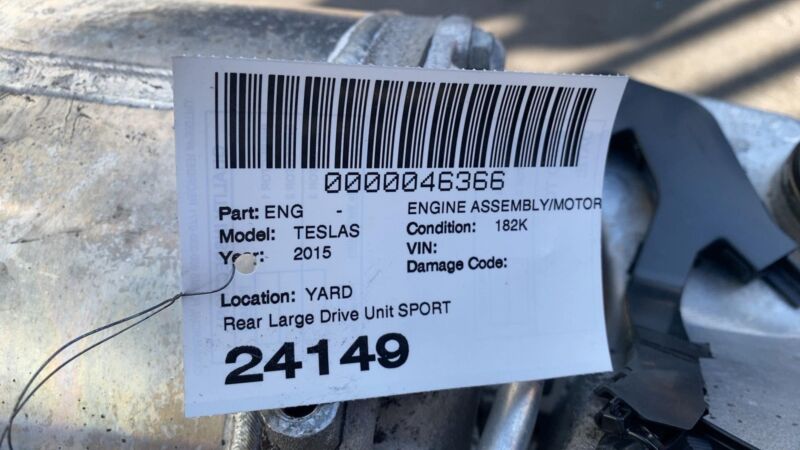 0000046366
Part: ENG - ENGINE ASSEMBLY/MOTOR
Model: TESLAS Condition: 182K
Year: 2015 VIN:
Damage Code:
Location: YARD
Rear Large Drive Unit SPORT
24149